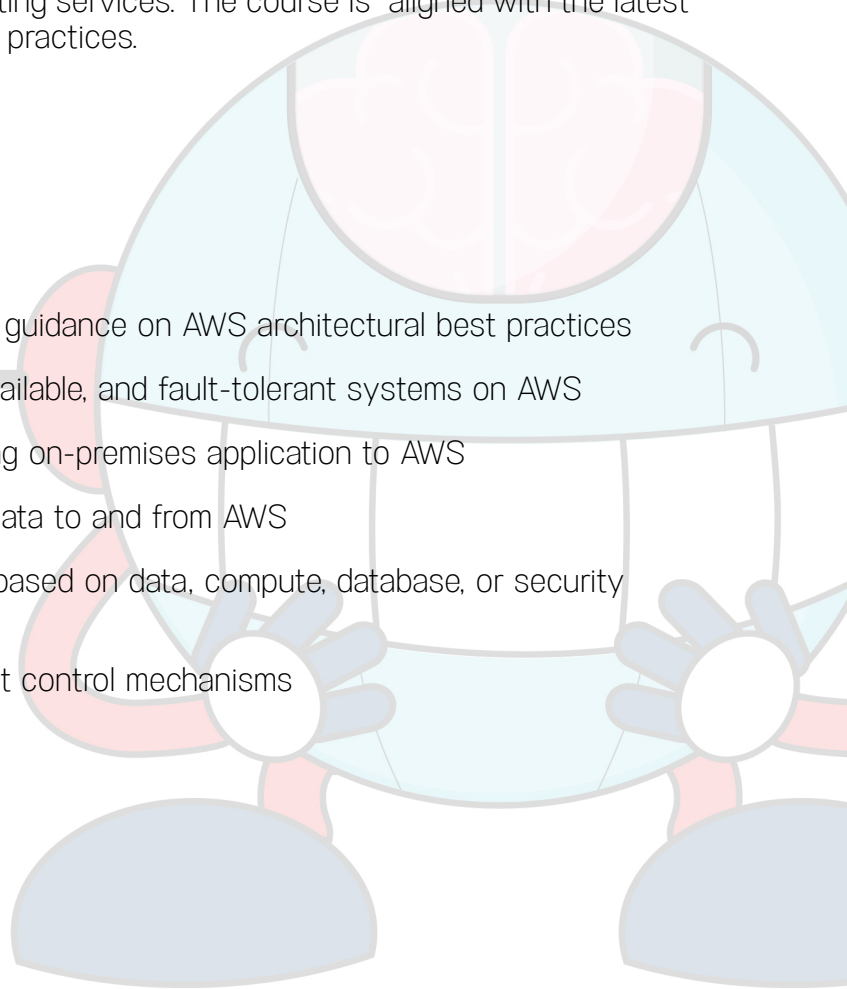 ting services. The course is aligned with the latest
practices.
guidance on AWS architectural best practices
ailable, and fault-tolerant systems on AWS
g on-premises application to AWS
ata to and from AWS
based on data, compute, database, or security
t control mechanisms